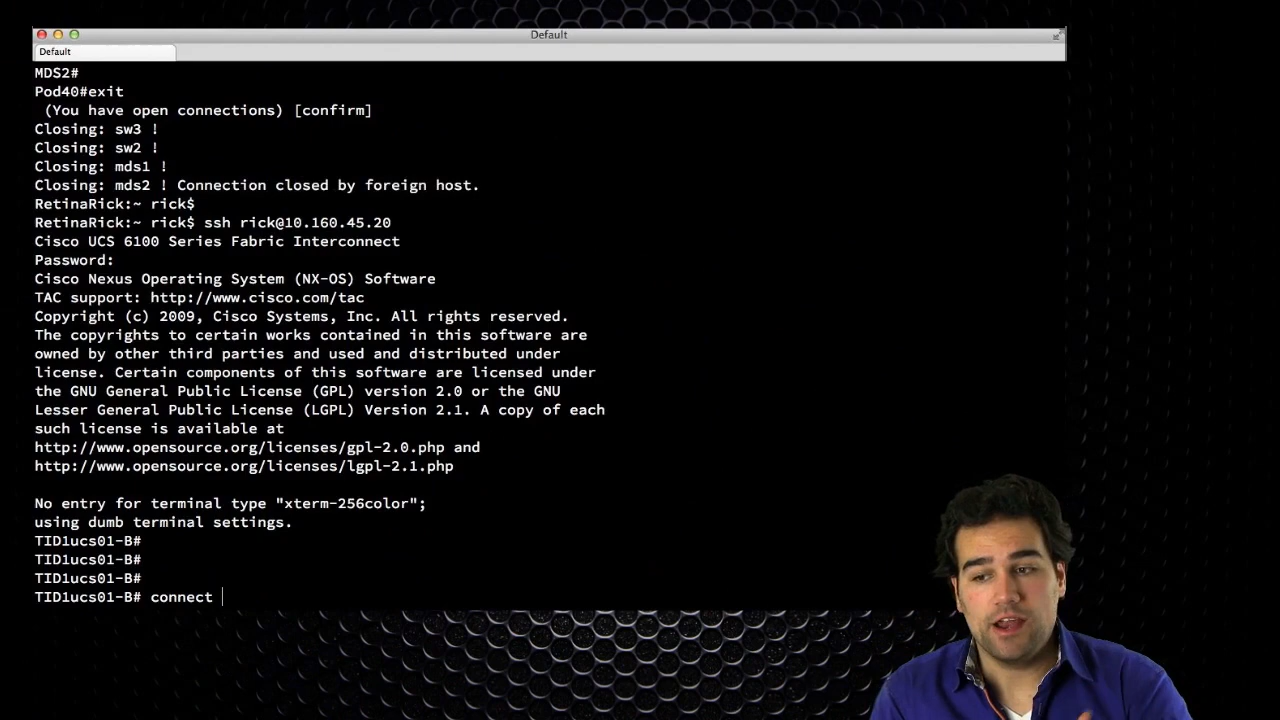 Default
Default
MDS2#
Pod40#exit
 (You have open connections) [confirm]
Closing: sw3 !
Closing: sw2 !
Closing: mds1 !
Closing: mds2 ! Connection closed by foreign host.
RetinaRick:~ rick$
RetinaRick:~ rick$ ssh rick@10.160.45.20
Cisco UCS 6100 Series Fabric Interconnect
Password:
Cisco Nexus Operating System (NX-OS) Software
TAC support: http://www.cisco.com/tac
Copyright (c) 2009, Cisco Systems, Inc. All rights reserved.
The copyrights to certain works contained in this software are
owned by other third parties and used and distributed under
license. Certain components of this software are licensed under
the GNU General Public License (GPL) version 2.0 or the GNU
Lesser General Public License (LGPL) Version 2.1. A copy of each
such license is available at
http://www.opensource.org/licenses/gpl-2.0.php and
http://www.opensource.org/licenses/lgpl-2.1.php
No entry for terminal type "xterm-256color";
using dumb terminal settings.
TID1ucs01-B#
TID1ucs01-B#
TID1ucs01-B#
TID1ucs01-B# connect